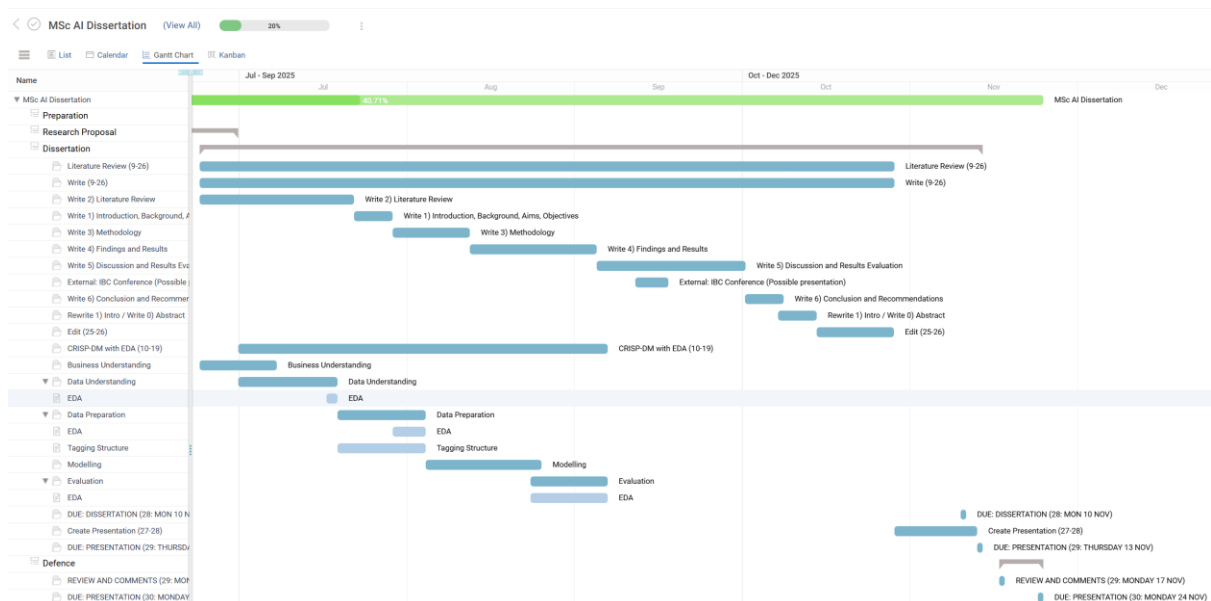 MSc AI Dissertation (View All) 20%
List Calendar Gantt Chart Kanban
Name Jul - Sep 2025 Oct - Dec 2025
Jul Aug Sep Oct Nov Dec
MSc AI Dissertation 40.71% MSc AI Dissertation
Preparation
Research Proposal
Dissertation
Literature Review (9-26) Literature Review (9-26)
Write (9-26) Write (9-26)
Write 2) Literature Review Write 2) Literature Review
Write 1) Introduction, Background, A Write 1) Introduction, Background, Aims, Objectives
Write 3) Methodology Write 3) Methodology
Write 4) Findings and Results Write 4) Findings and Results
Write 5) Discussion and Results Eva Write 5) Discussion and Results Evaluation
External: IBC Conference (Possible External: IBC Conference (Possible presentation)
Write 6) Conclusion and Recommen Write 6) Conclusion and Recommendations
Rewrite 1) Intro / Write 0) Abstract Rewrite 1) Intro / Write 0) Abstract
Edit (25-26) Edit (25-26)
CRISP-DM with EDA (10-19) CRISP-DM with EDA (10-19)
Business Understanding Business Understanding
Data Understanding Data Understanding
EDA EDA
Data Preparation Data Preparation
EDA EDA
Tagging Structure Tagging Structure
Modelling Modelling
Evaluation Evaluation
EDA EDA
DUE: DISSERTATION (28: MON 10 N DUE: DISSERTATION (28: MON 10 NOV)
Create Presentation (27-28) Create Presentation (27-28)
DUE: PRESENTATION (29: THURSDA DUE: PRESENTATION (29: THURSDAY 13 NOV)
Defence
REVIEW AND COMMENTS (29: MON REVIEW AND COMMENTS (29: MONDAY 17 NOV)
DUE: PRESENTATION (30: MONDAY DUE: PRESENTATION (30: MONDAY 24 NOV)